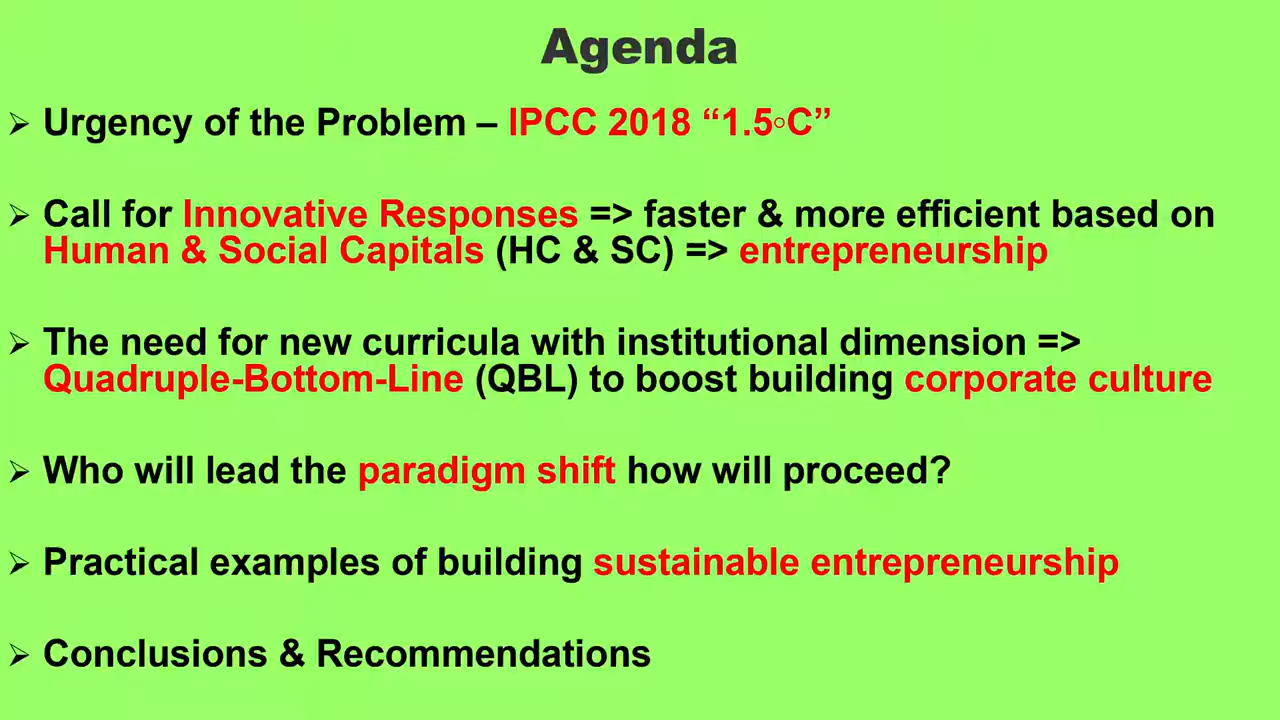 Agenda
➢ Urgency of the Problem – IPCC 2018 “1.5◦C”
➢ Call for Innovative Responses => faster & more efficient based on
Human & Social Capitals (HC & SC) => entrepreneurship
➢ The need for new curricula with institutional dimension =>
Quadruple-Bottom-Line (QBL) to boost building corporate culture
➢ Who will lead the paradigm shift how will proceed?
➢ Practical examples of building sustainable entrepreneurship
➢ Conclusions & Recommendations